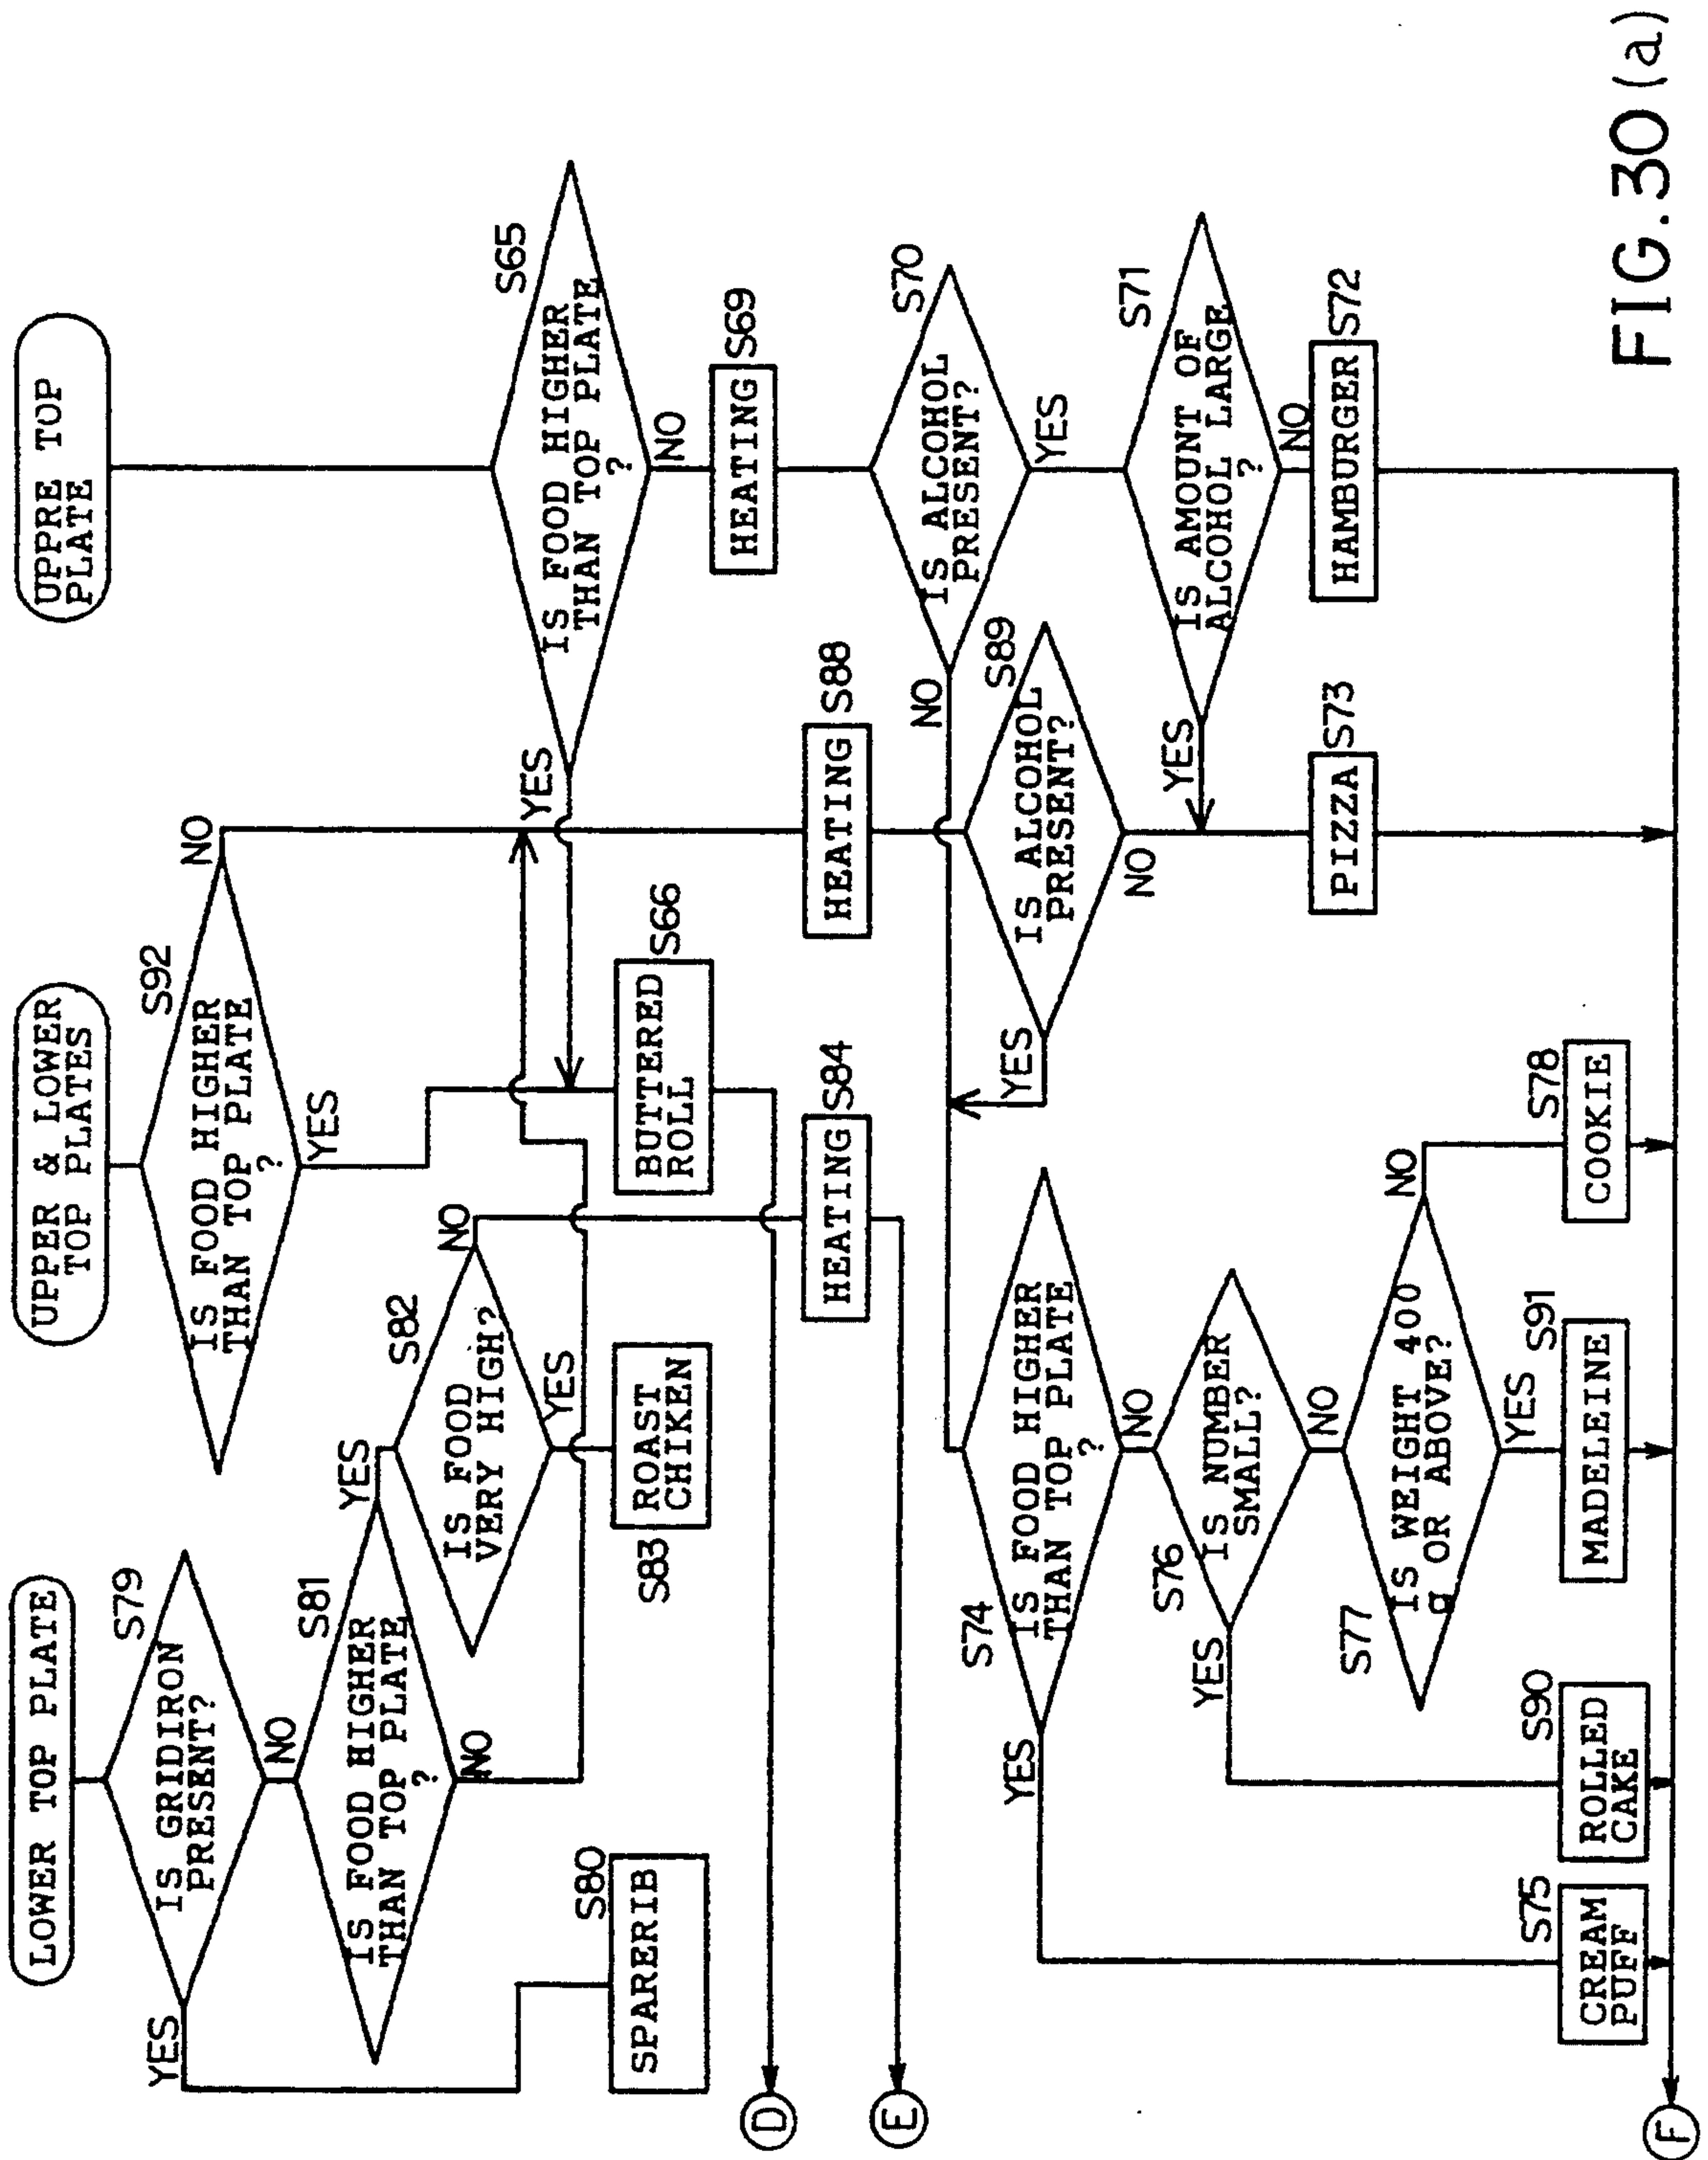 LOWER TOP PLATE
S79
IS GRIDIRON
PRESENT?
YES
NO
S81
IS FOOD HIGHER
THAN TOP PLATE
?
YES
NO
S82
IS FOOD
VERY HIGH?
NO
YES
S80
SPARERIB
S83
ROAST
CHIKEN
UPPER & LOWER
TOP PLATES
S92
IS FOOD HIGHER
THAN TOP PLATE
?
NO
YES
BUTTERED
ROLL
S66
UPPRE TOP
PLATE
S65
IS FOOD HIGHER
THAN TOP PLATE
?
YES
NO
HEATING
S69
D
HEATING
S84
HEATING
S88
E
S70
IS ALCOHOL
PRESENT?
NO
YES
S89
IS ALCOHOL
PRESENT?
YES
NO
S71
IS AMOUNT OF
ALCOHOL LARGE
?
YES
NO
S74
IS FOOD HIGHER
THAN TOP PLATE
?
YES
NO
S76
IS NUMBER
SMALL?
YES
NO
S77
IS WEIGHT 400
g OR ABOVE?
NO
YES
S75
CREAM
PUFF
S90
ROLLED
CAKE
S91
MADELEINE
S78
COOKIE
PIZZA
S73
HAMBURGER
S72
F
FIG.30(a)